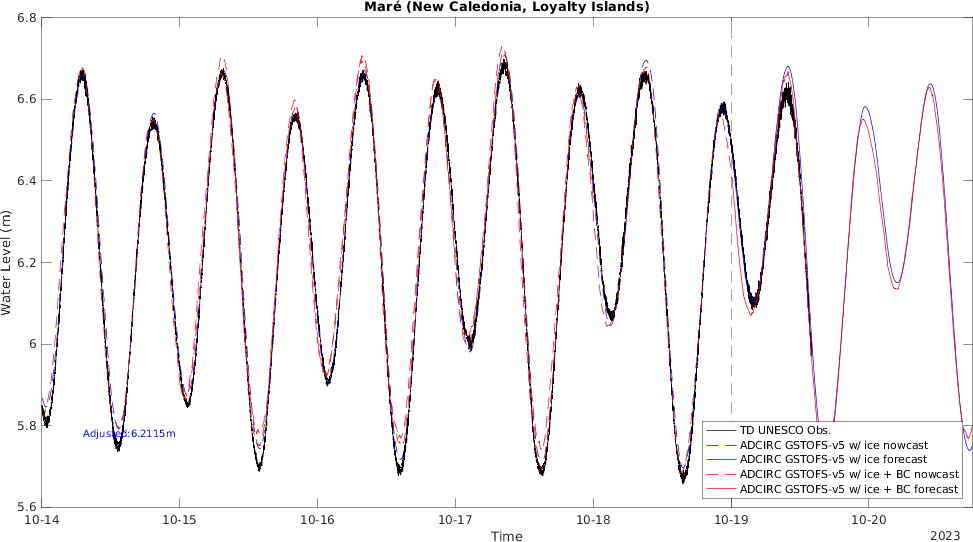 Maré (New Caledonia, Loyalty Islands)
6.8
6.6
6.4
6.2
6
5.8
5.6
Water Level (m)
Adjusted:6.2115m
TD UNESCO Obs.
ADCIRC GSTOFS-v5 w/ ice nowcast
ADCIRC GSTOFS-v5 w/ ice forecast
ADCIRC GSTOFS-v5 w/ ice + BC nowcast
ADCIRC GSTOFS-v5 w/ ice + BC forecast
10-14 10-15 10-16 10-17 10-18 10-19 10-20
Time
2023